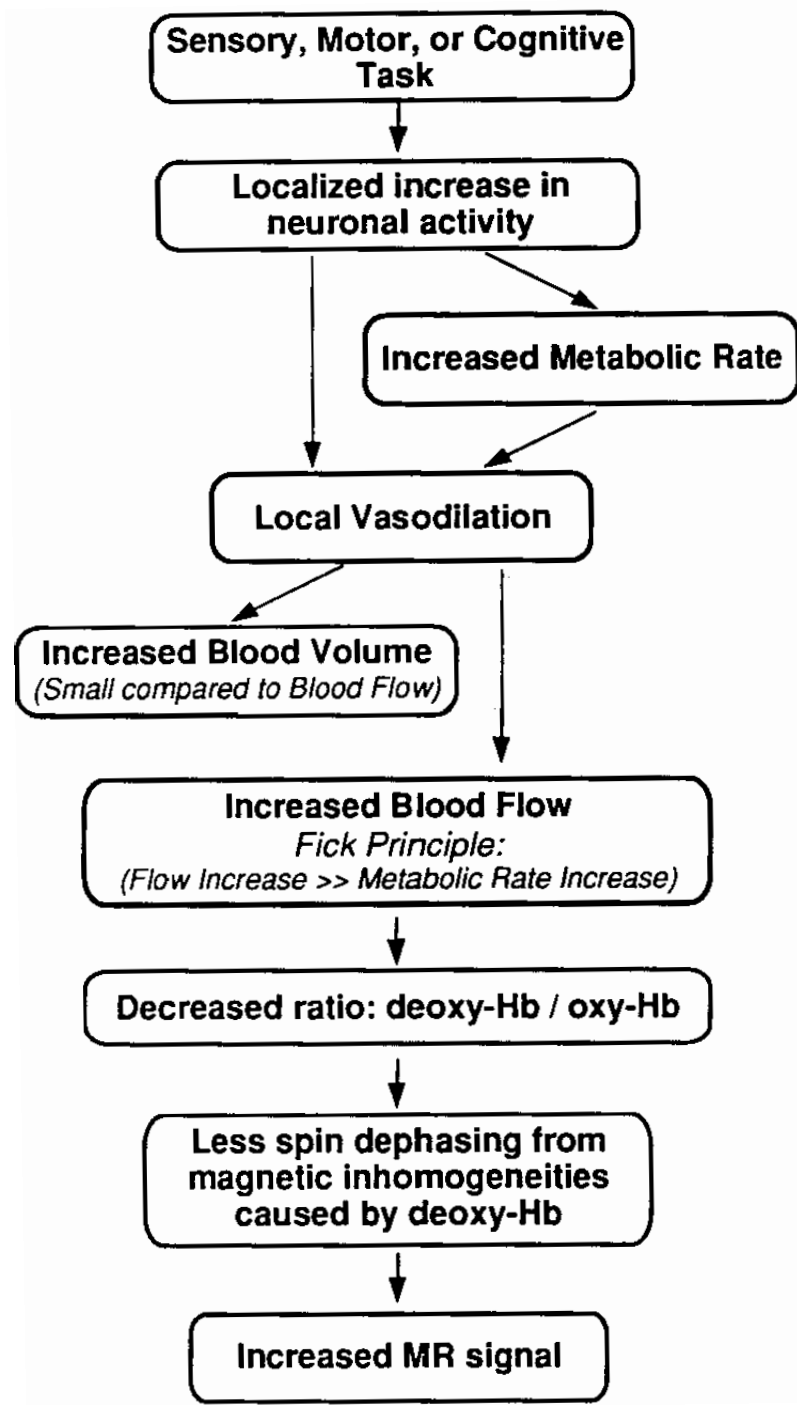 Sensory, Motor, or Cognitive
Task
Localized increase in
neuronal activity
Increased Metabolic Rate
Local Vasodilation
Increased Blood Volume
(Small compared to Blood Flow)
Increased Blood Flow
Fick Principle:
(Flow Increase >> Metabolic Rate Increase)
Decreased ratio: deoxy-Hb / oxy-Hb
Less spin dephasing from
magnetic inhomogeneities
caused by deoxy-Hb
Increased MR signal